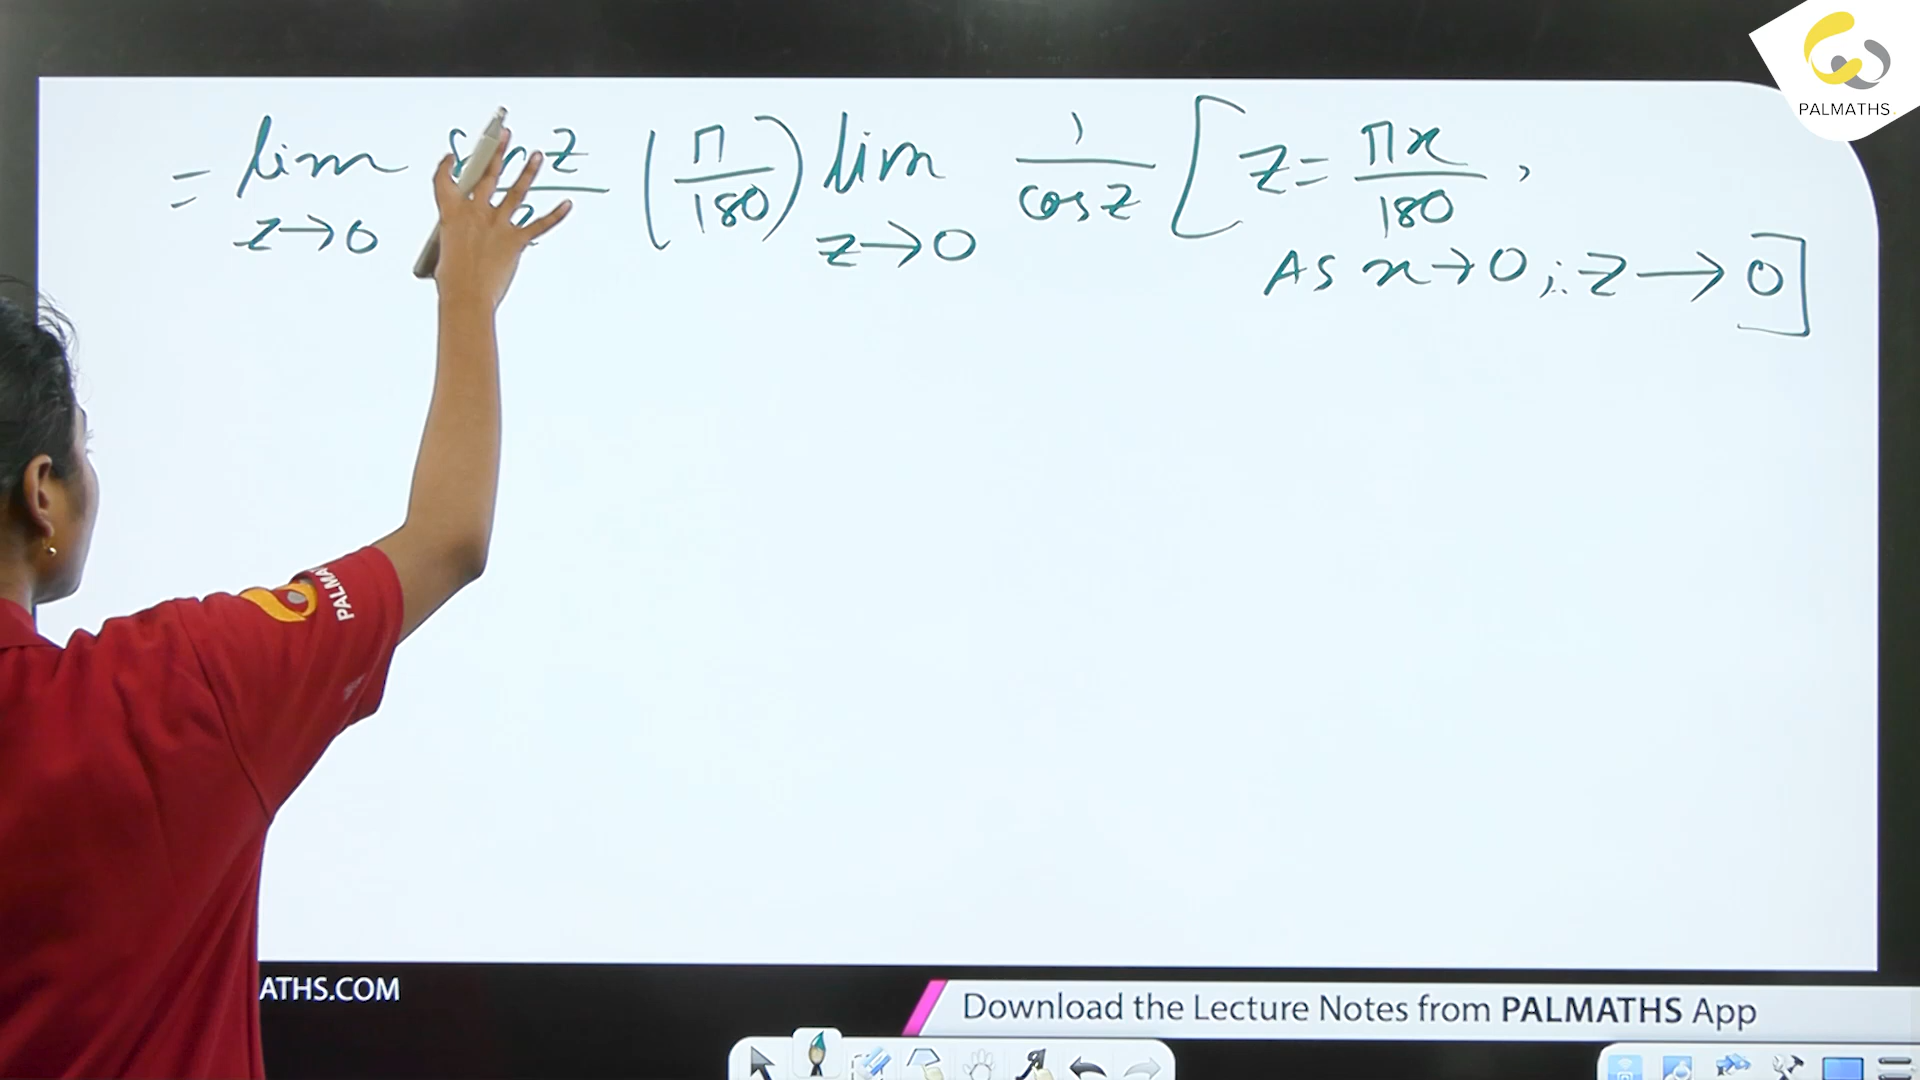 PALMATHS
= lim z→0 z (π/180) lim z→0 1/cos z [z = πx/180,
As x→0 ; ∴ z → 0]
PALMAT
ATHS.COM
Download the Lecture Notes from PALMATHS App